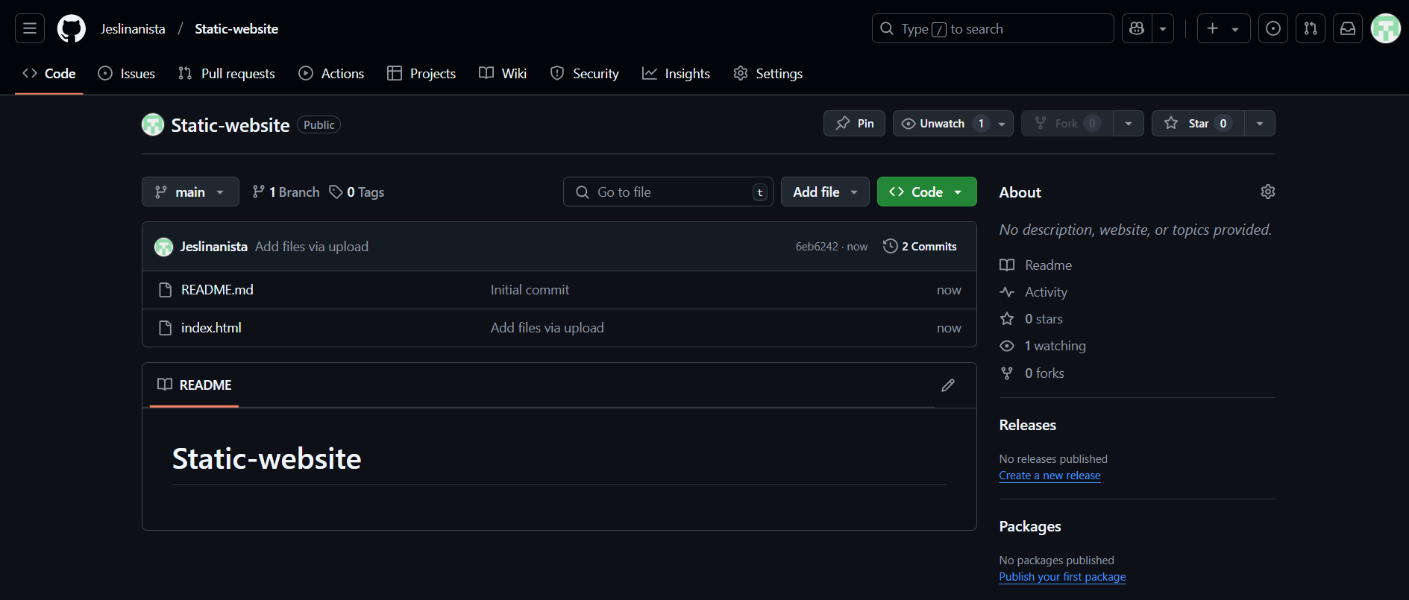 Jeslinanista / Static-website
Type / to search
Code Issues Pull requests Actions Projects Wiki Security Insights Settings
Static-website Public
Pin Unwatch 1 Fork 0 Star 0
main 1 Branch 0 Tags Go to file t Add file Code
Jeslinanista Add files via upload 6eb6242 · now 2 Commits
README.md Initial commit now
index.html Add files via upload now
README
Static-website
About
No description, website, or topics provided.
Readme
Activity
0 stars
1 watching
0 forks
Releases
No releases published
Create a new release
Packages
No packages published
Publish your first package